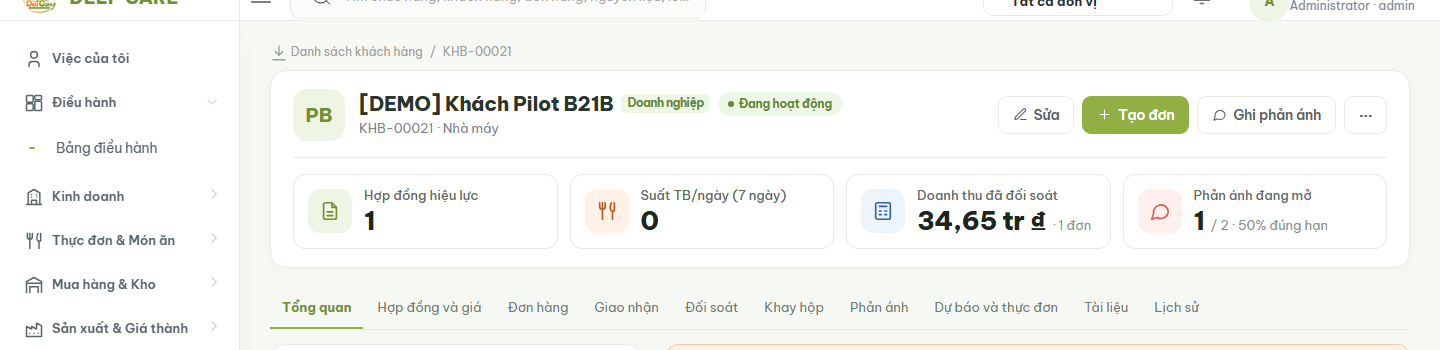 Tất cả đơn vị
A
Administrator · admin
Việc của tôi
Điều hành
Bảng điều hành
Kinh doanh
Thực đơn & Món ăn
Mua hàng & Kho
Sản xuất & Giá thành
Danh sách khách hàng / KHB-00021
PB
[DEMO] Khách Pilot B21B
Doanh nghiệp
Đang hoạt động
KHB-00021 · Nhà máy
Sửa
Tạo đơn
Ghi phản ánh
Hợp đồng hiệu lực
1
Suất TB/ngày (7 ngày)
0
Doanh thu đã đối soát
34,65 tr ₫ · 1 đơn
Phản ánh đang mở
1 / 2 · 50% đúng hạn
Tổng quan
Hợp đồng và giá
Đơn hàng
Giao nhận
Đối soát
Khay hộp
Phản ánh
Dự báo và thực đơn
Tài liệu
Lịch sử